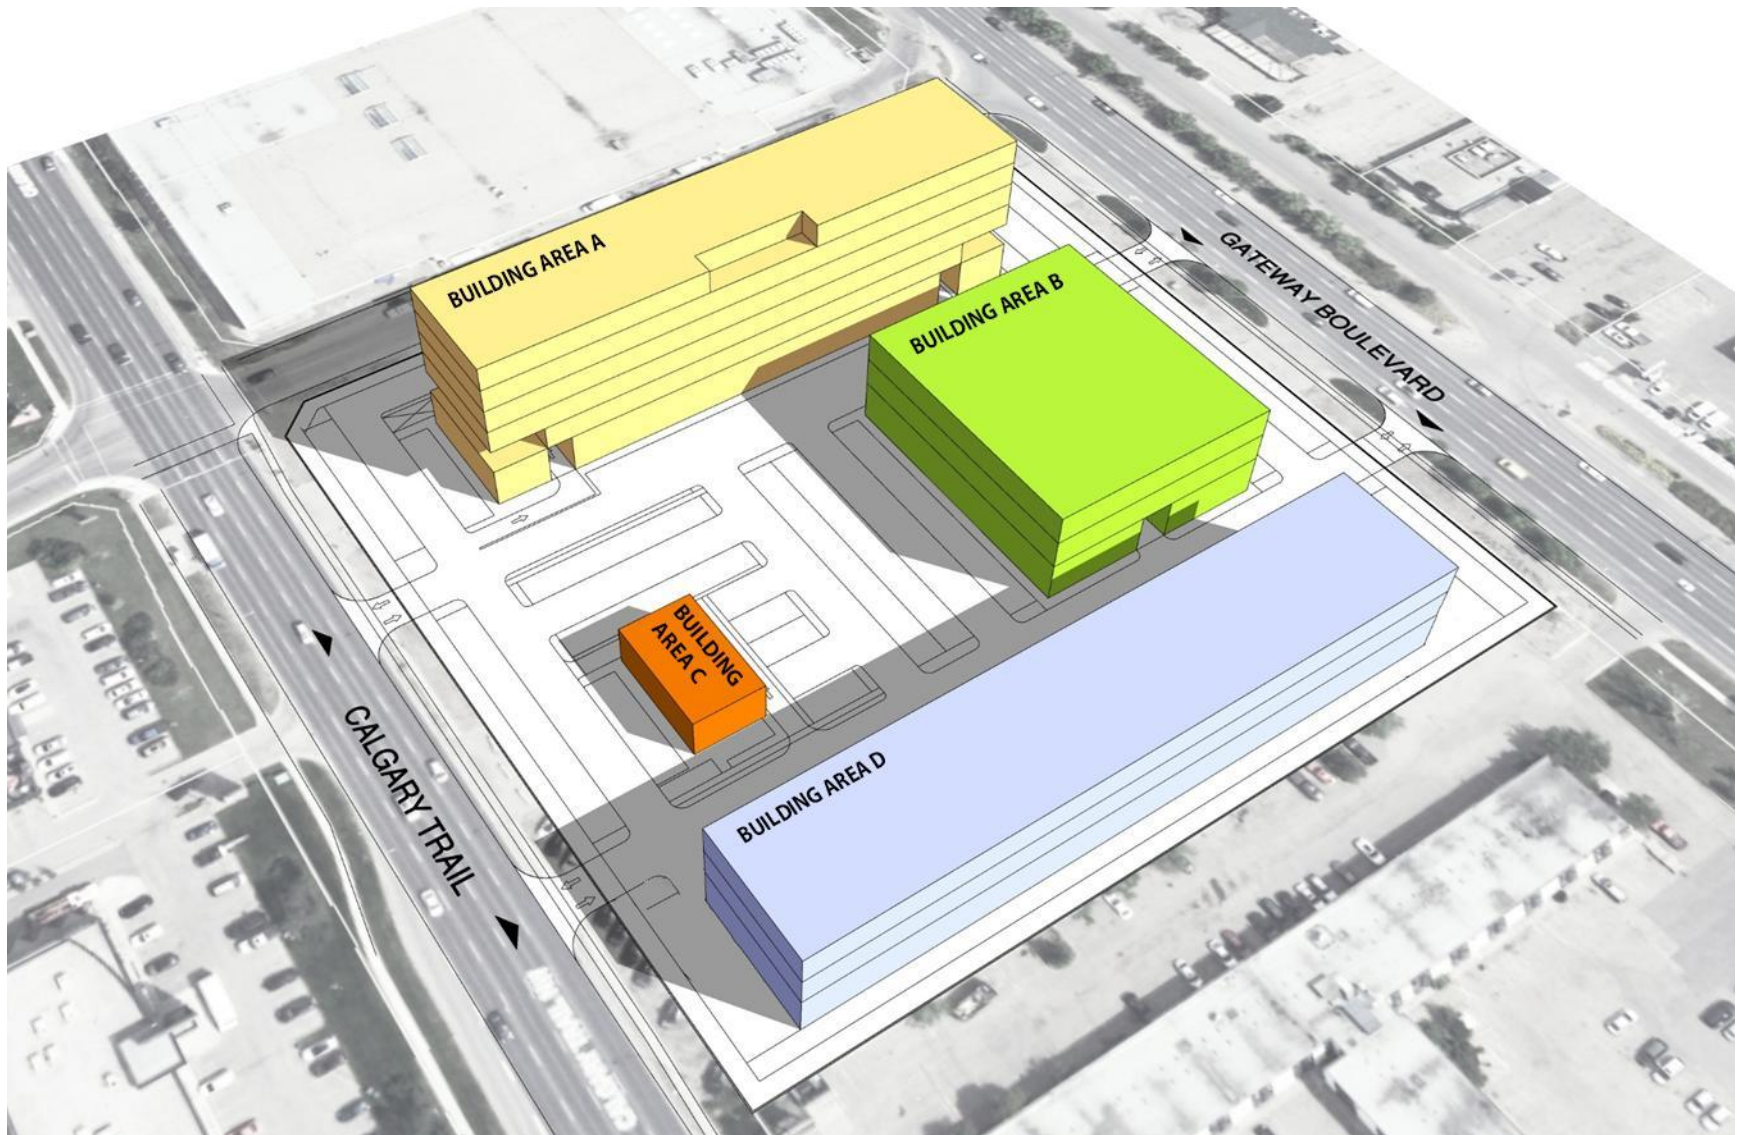 BUILDING AREA A
BUILDING AREA B
GATEWAY BOULEVARD
BUILDING
AREA C
BUILDING AREA D
CALGARY TRAIL